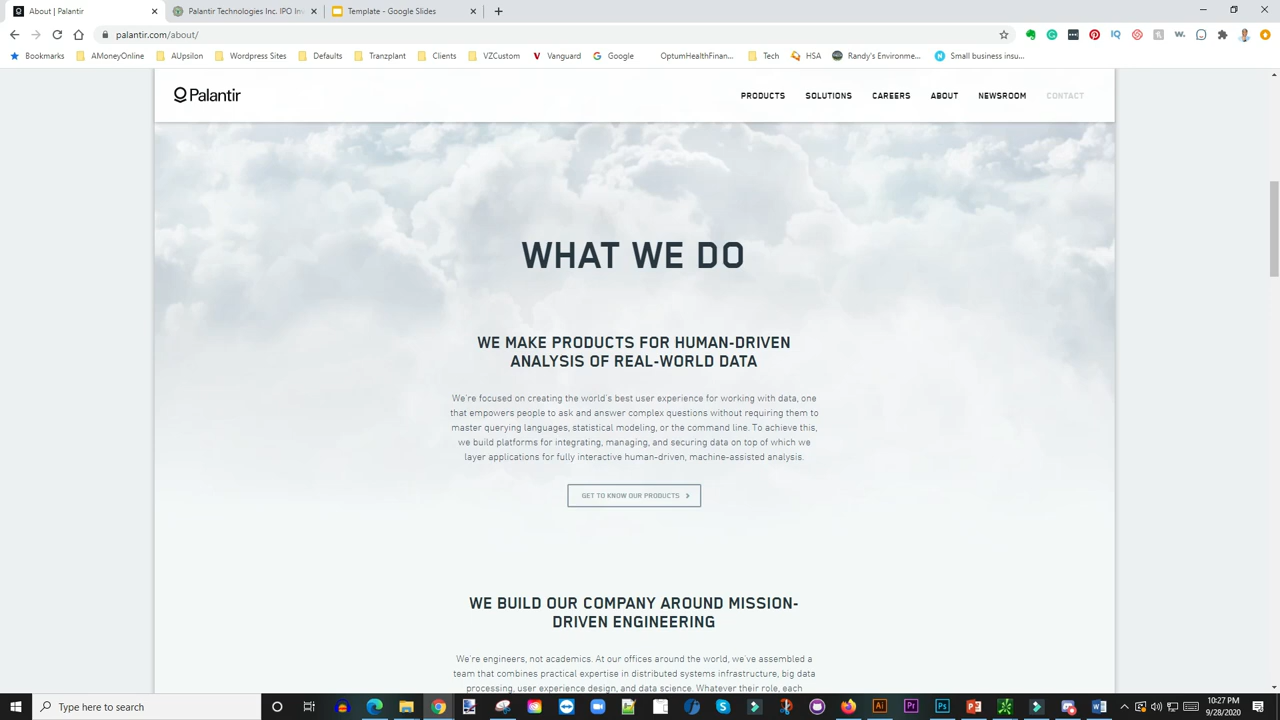 About | Palantir
Palantir Technologies Inc. IPO Inv
Template - Google Slides
palantir.com/about/
Bookmarks
AMoneyOnline
AUpsilon
Wordpress Sites
Defaults
Tranzplant
Clients
VZCustom
Vanguard
Google
OptumHealthFinan...
Tech
HSA
Randy's Environme...
Small business insu...
Palantir
PRODUCTS
SOLUTIONS
CAREERS
ABOUT
NEWSROOM
CONTACT
WHAT WE DO
WE MAKE PRODUCTS FOR HUMAN-DRIVEN
ANALYSIS OF REAL-WORLD DATA
We're focused on creating the world's best user experience for working with data, one
that empowers people to ask and answer complex questions without requiring them to
master querying languages, statistical modeling, or the command line. To achieve this,
we build platforms for integrating, managing, and securing data on top of which we
layer applications for fully interactive human-driven, machine-assisted analysis.
GET TO KNOW OUR PRODUCTS
WE BUILD OUR COMPANY AROUND MISSION-
DRIVEN ENGINEERING
We're engineers, not academics. At our offices around the world, we've assembled a
team that combines practical expertise in distributed systems infrastructure, big data
processing, user experience design, and data science. Whatever their role, each
Type here to search
10:27 PM
9/28/2020